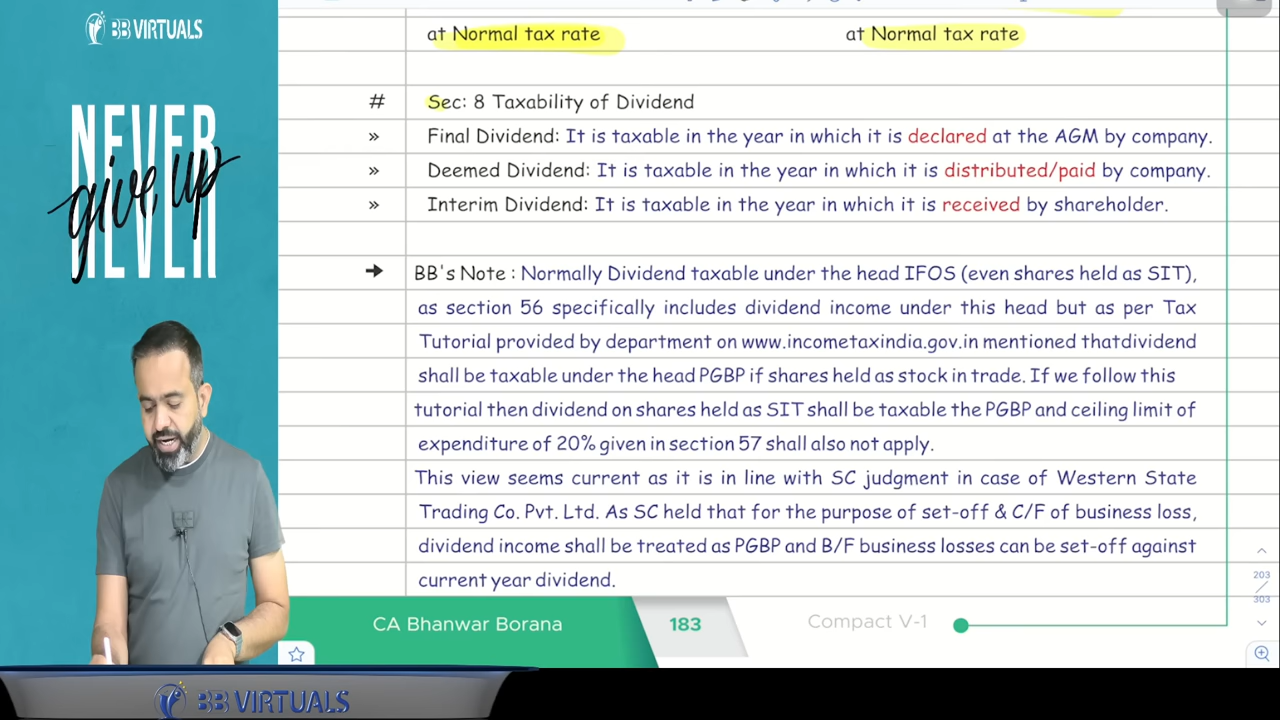 BB VIRTUALS
NEVER
give up
NEVER
at Normal tax rate
at Normal tax rate
# Sec: 8 Taxability of Dividend
» Final Dividend: It is taxable in the year in which it is declared at the AGM by company.
» Deemed Dividend: It is taxable in the year in which it is distributed/paid by company.
» Interim Dividend: It is taxable in the year in which it is received by shareholder.
➔ BB's Note : Normally Dividend taxable under the head IFOS (even shares held as SIT),
as section 56 specifically includes dividend income under this head but as per Tax
Tutorial provided by department on www.incometaxindia.gov.in mentioned thatdividend
shall be taxable under the head PGBP if shares held as stock in trade. If we follow this
tutorial then dividend on shares held as SIT shall be taxable the PGBP and ceiling limit of
expenditure of 20% given in section 57 shall also not apply.
This view seems current as it is in line with SC judgment in case of Western State
Trading Co. Pvt. Ltd. As SC held that for the purpose of set-off & C/F of business loss,
dividend income shall be treated as PGBP and B/F business losses can be set-off against
current year dividend.
CA Bhanwar Borana
183
Compact V-1
203
303
BB VIRTUALS